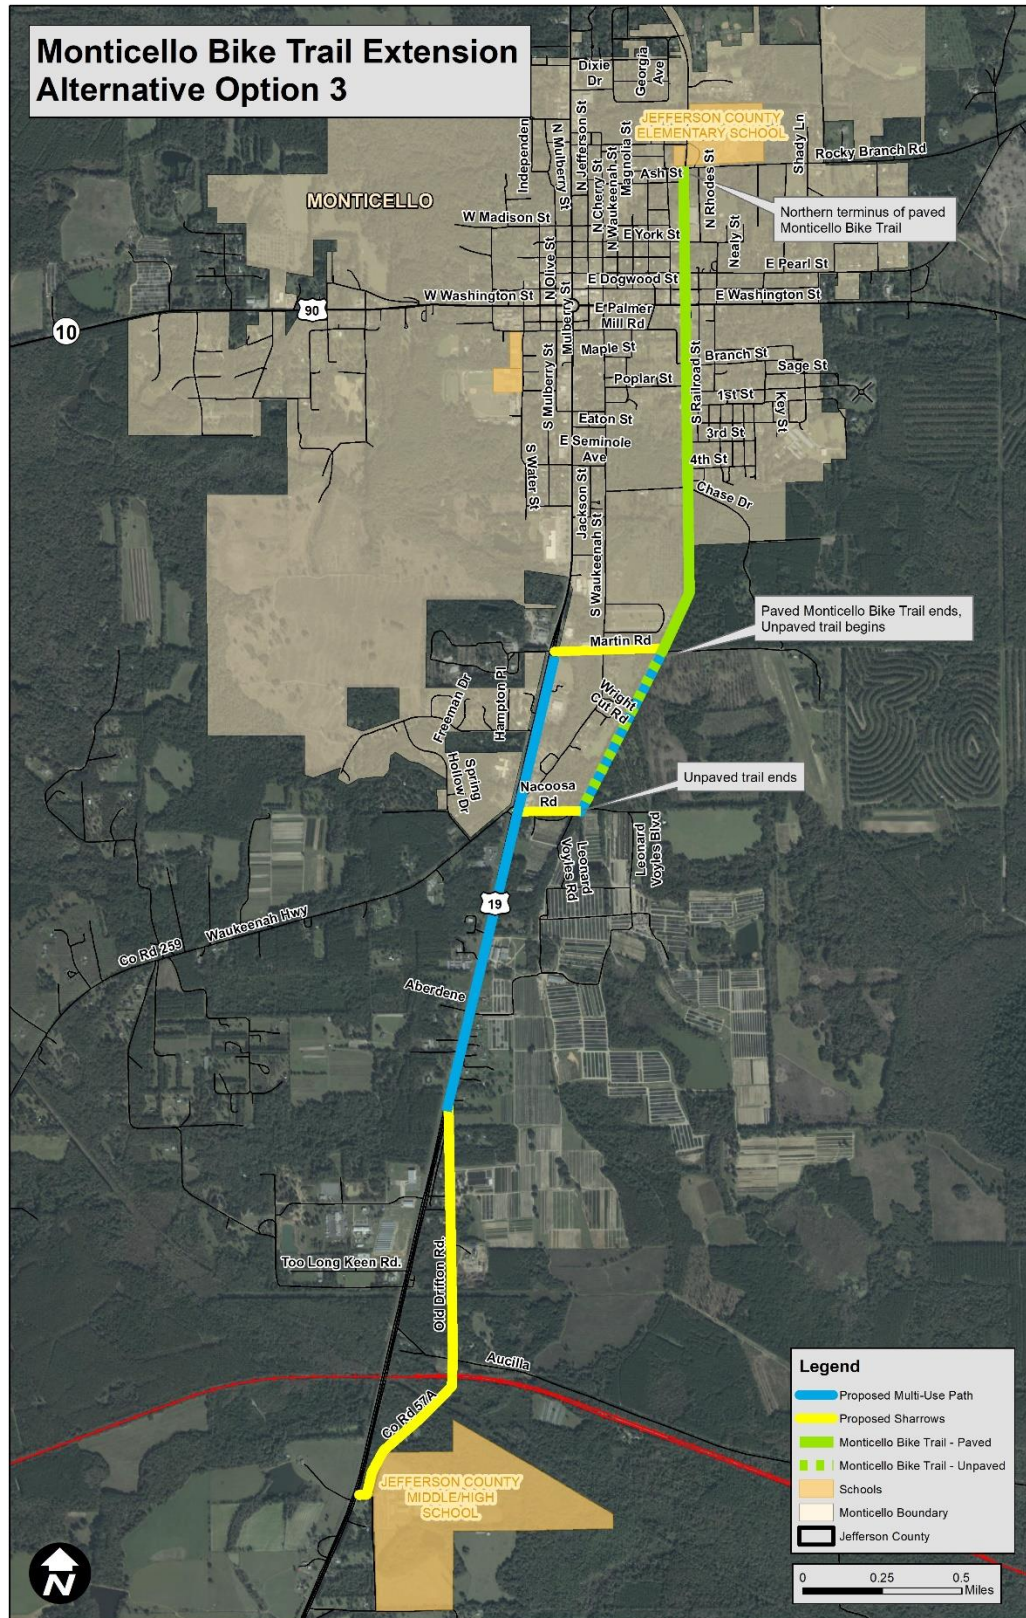 Monticello Bike Trail Extension
Alternative Option 3
Dixie
Dr
Georgia
Ave
JEFFERSON COUNTY
ELEMENTARY SCHOOL
Independen
N Mulberry St
N Jefferson St
N Cherry St
N Waukeenah St
Magnolia St
Ash St
N Rhodes St
Shady Ln
Rocky Branch Rd
MONTICELLO
Northern terminus of paved
Monticello Bike Trail
W Madison St
E York St
Nealy St
N Olive St
E Dogwood St
E Pearl St
W Washington St
E Washington St
90
10
Mulberry St
E Palmer
Mill Rd
Maple St
Branch St
Sage St
Poplar St
S Railroad St
1st St
Key St
S Mulberry St
Eaton St
3rd St
E Seminole
Ave
4th St
S Water St
Chase Dr
Jackson St
S Waukeenah St
Paved Monticello Bike Trail ends,
Unpaved trail begins
Martin Rd
Freeman Dr
Hampton Pl
Wright
Cut Rd
Spring
Hollow Dr
Nacoosa
Rd
Unpaved trail ends
Leonard
Voyles Rd
Leonard
Voyles Blvd
19
Waukeenah Hwy
Co Rd 259
Aberdene
Too Long Keen Rd.
Old Drifton Rd.
Aucilla
Co Rd 57A
JEFFERSON COUNTY
MIDDLE/HIGH
SCHOOL
Legend
Proposed Multi-Use Path
Proposed Sharrows
Monticello Bike Trail - Paved
Monticello Bike Trail - Unpaved
Schools
Monticello Boundary
Jefferson County
N
0 0.25 0.5
Miles